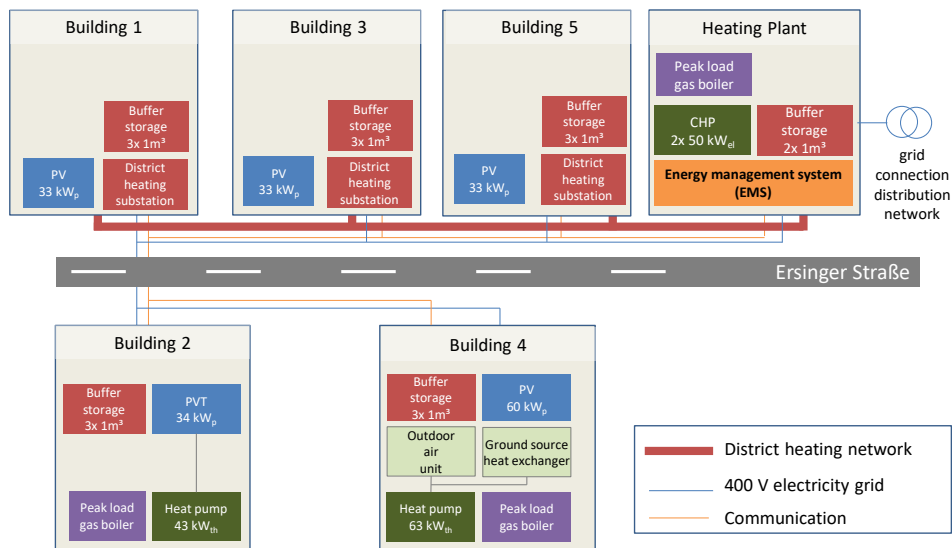 Building 1
Buffer
storage
3x 1m³
PV
33 kWp
District
heating
substation
Building 3
Buffer
storage
3x 1m³
PV
33 kWp
District
heating
substation
Building 5
Buffer
storage
3x 1m³
PV
33 kWp
District
heating
substation
Heating Plant
Peak load
gas boiler
CHP
2x 50 kWel
Buffer
storage
2x 1m³
Energy management system
(EMS)
grid
connection
distribution
network
Ersinger Straße
Building 2
Buffer
storage
3x 1m³
PVT
34 kWp
Peak load
gas boiler
Heat pump
43 kWth
Building 4
Buffer
storage
3x 1m³
PV
60 kWp
Outdoor
air
unit
Ground source
heat exchanger
Heat pump
63 kWth
Peak load
gas boiler
District heating network
400 V electricity grid
Communication